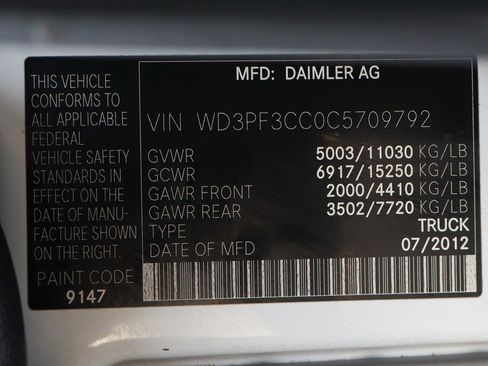 MFD: DAIMLER AG
THIS VEHICLE
CONFORMS TO
ALL APPLICABLE
FEDERAL
VEHICLE SAFETY
STANDARDS IN
EFFECT ON THE
DATE OF MANU-
FACTURE SHOWN
ON THE RIGHT.
PAINT CODE
9147
VIN WD3PF3CC0C5709792
GVWR 5003/11030 KG/LB
GCWR 6917/15250 KG/LB
GAWR FRONT 2000/4410 KG/LB
GAWR REAR 3502/7720 KG/LB
TYPE TRUCK
DATE OF MFD 07/2012